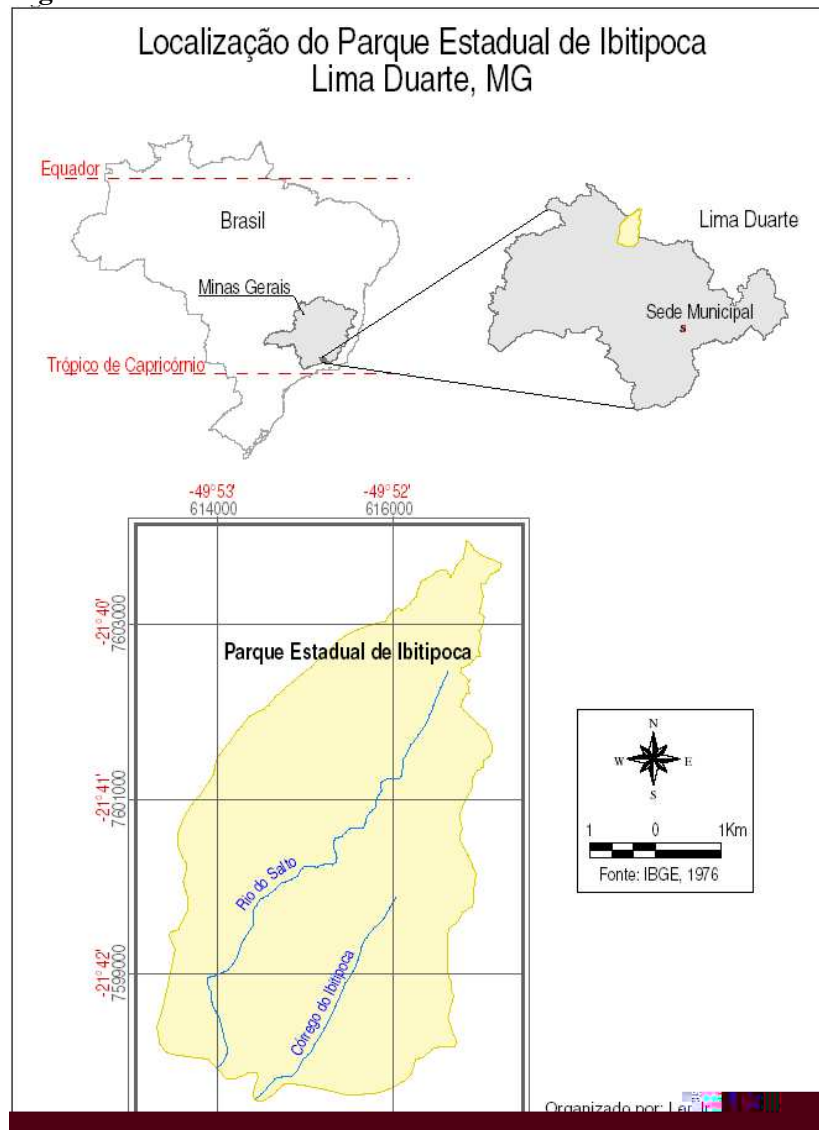 Localização do Parque Estadual de Ibitipoca
Lima Duarte, MG
Equador
Brasil
Lima Duarte
Minas Gerais
Sede Municipal
s
Trópico de Capricórnio
-49°53' -49°52'
614000 616000
-21°40'
7603000
Parque Estadual de Ibitipoca
N
W E
S
-21°41'
7601000
1 0 1Km
Fonte: IBGE, 1976
Rio do Salto
-21°42'
7599000
Córrego do Ibitipoca
Organizado por: